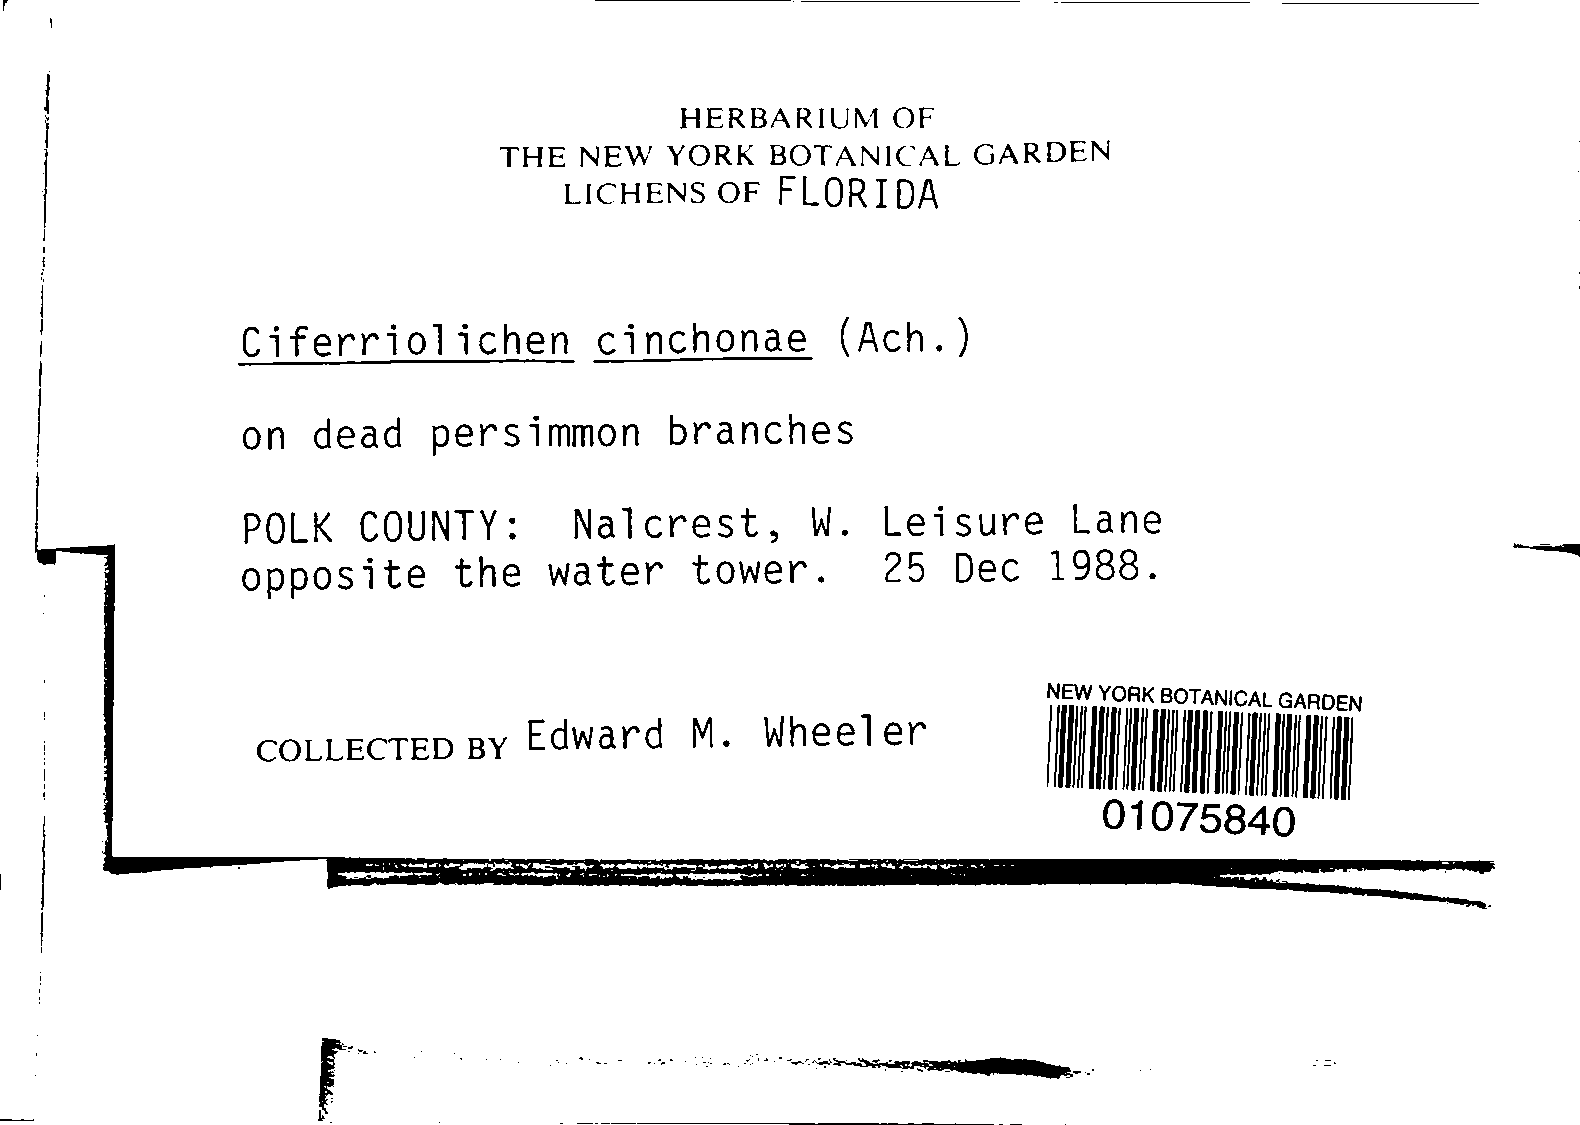 HERBARIUM OF
THE NEW YORK BOTANICAL GARDEN
LICHENS OF FLORIDA
Ciferriolichen cinchonae (Ach.)
on dead persimmon branches
POLK COUNTY: Nalcrest, W. Leisure Lane
opposite the water tower. 25 Dec 1988.
COLLECTED BY Edward M. Wheeler
NEW YORK BOTANICAL GARDEN
01075840